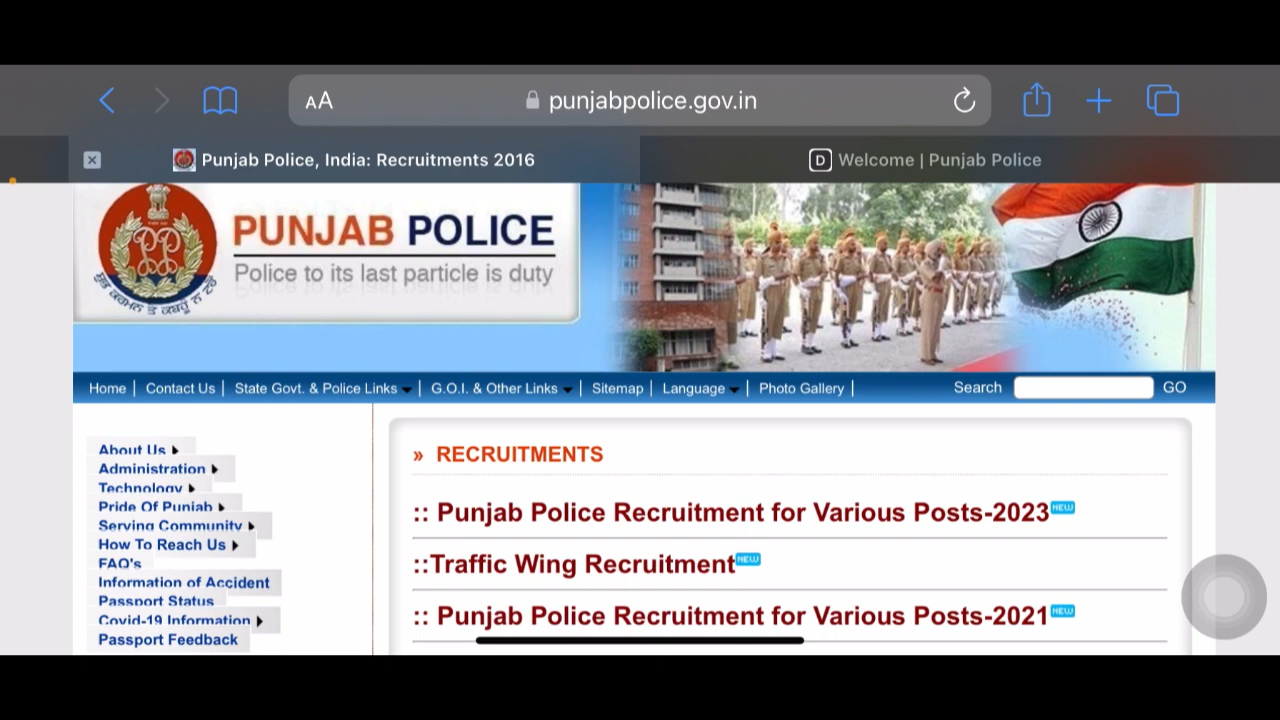 AA punjabpolice.gov.in
Punjab Police, India: Recruitments 2016
D Welcome | Punjab Police
PUNJAB POLICE
Police to its last particle is duty
Home | Contact Us | State Govt. & Police Links | G.O.I. & Other Links | Sitemap | Language | Photo Gallery | Search GO
About Us
Administration
Technology
Pride Of Punjab
Serving Community
How To Reach Us
FAQ's
Information of Accident
Passport Status
Covid-19 Information
Passport Feedback
» RECRUITMENTS
:: Punjab Police Recruitment for Various Posts-2023 NEW
::Traffic Wing Recruitment NEW
:: Punjab Police Recruitment for Various Posts-2021 NEW